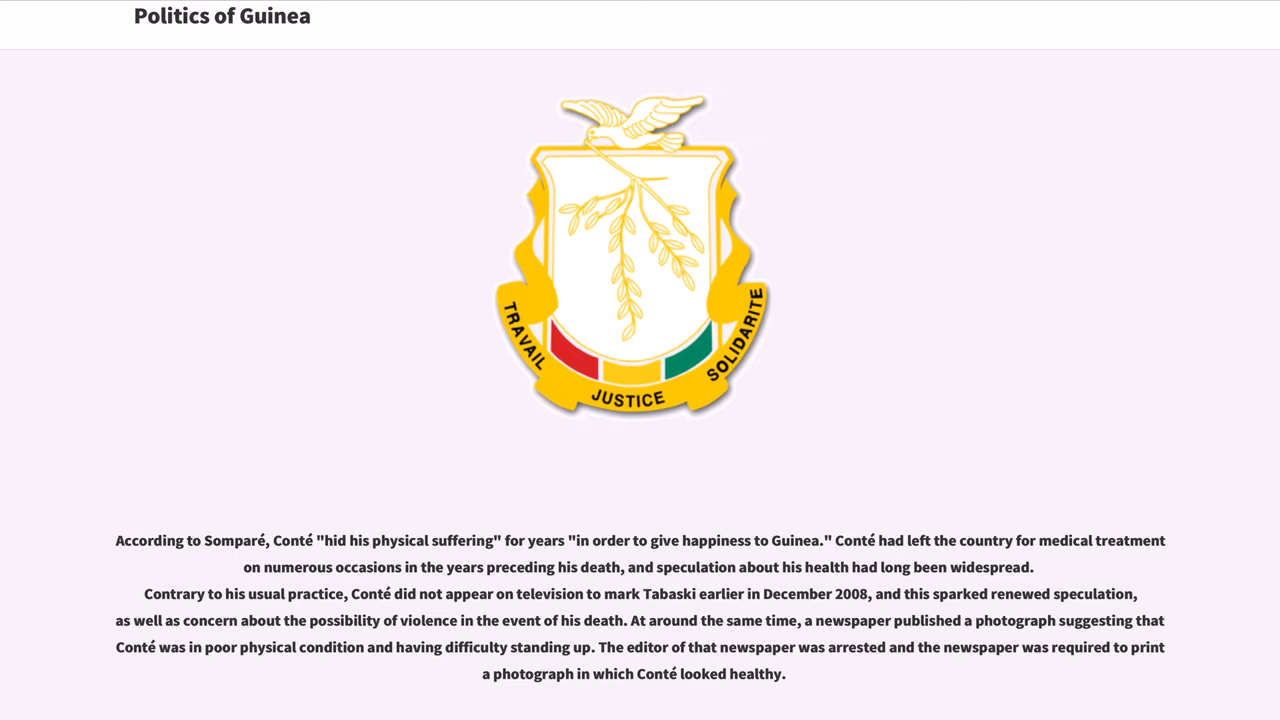 Politics of Guinea
TRAVAIL
JUSTICE
SOLIDARITE
According to Somparé, Conté "hid his physical suffering" for years "in order to give happiness to Guinea." Conté had left the country for medical treatment
on numerous occasions in the years preceding his death, and speculation about his health had long been widespread.
Contrary to his usual practice, Conté did not appear on television to mark Tabaski earlier in December 2008, and this sparked renewed speculation,
as well as concern about the possibility of violence in the event of his death. At around the same time, a newspaper published a photograph suggesting that
Conté was in poor physical condition and having difficulty standing up. The editor of that newspaper was arrested and the newspaper was required to print
a photograph in which Conté looked healthy.